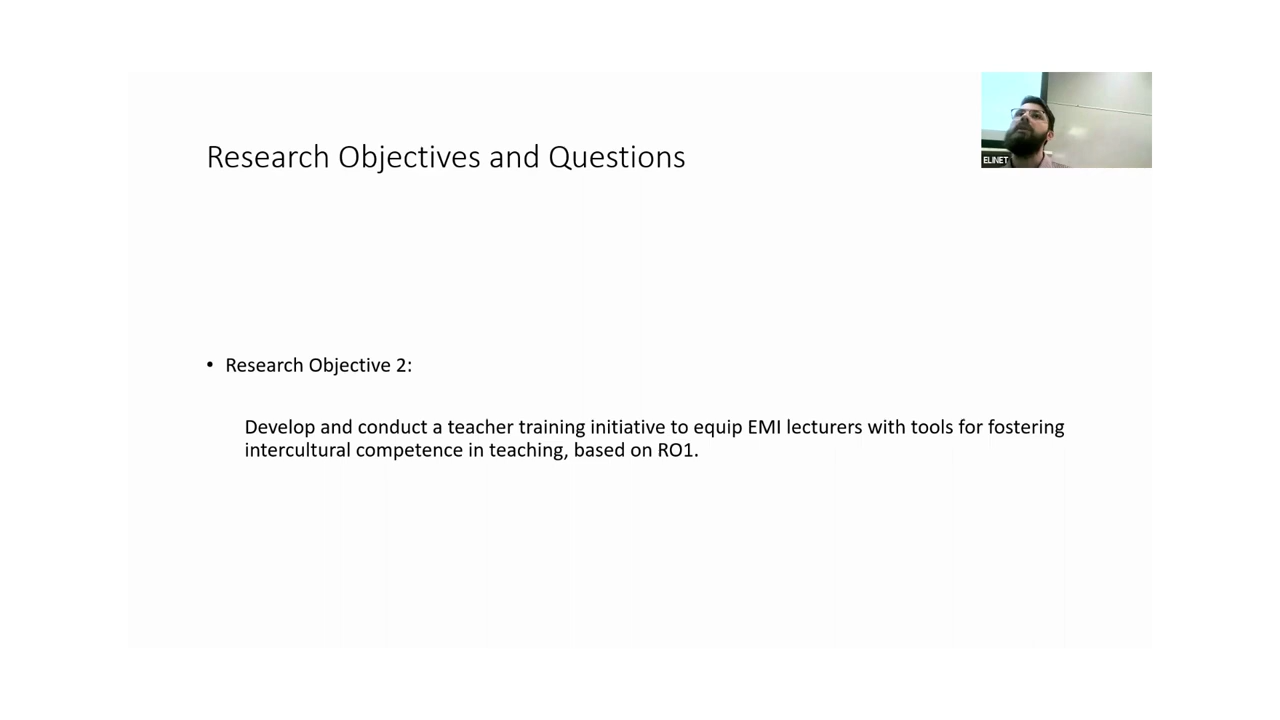 Research Objectives and Questions
ELINET
• Research Objective 2:
Develop and conduct a teacher training initiative to equip EMI lecturers with tools for fostering
intercultural competence in teaching, based on RO1.